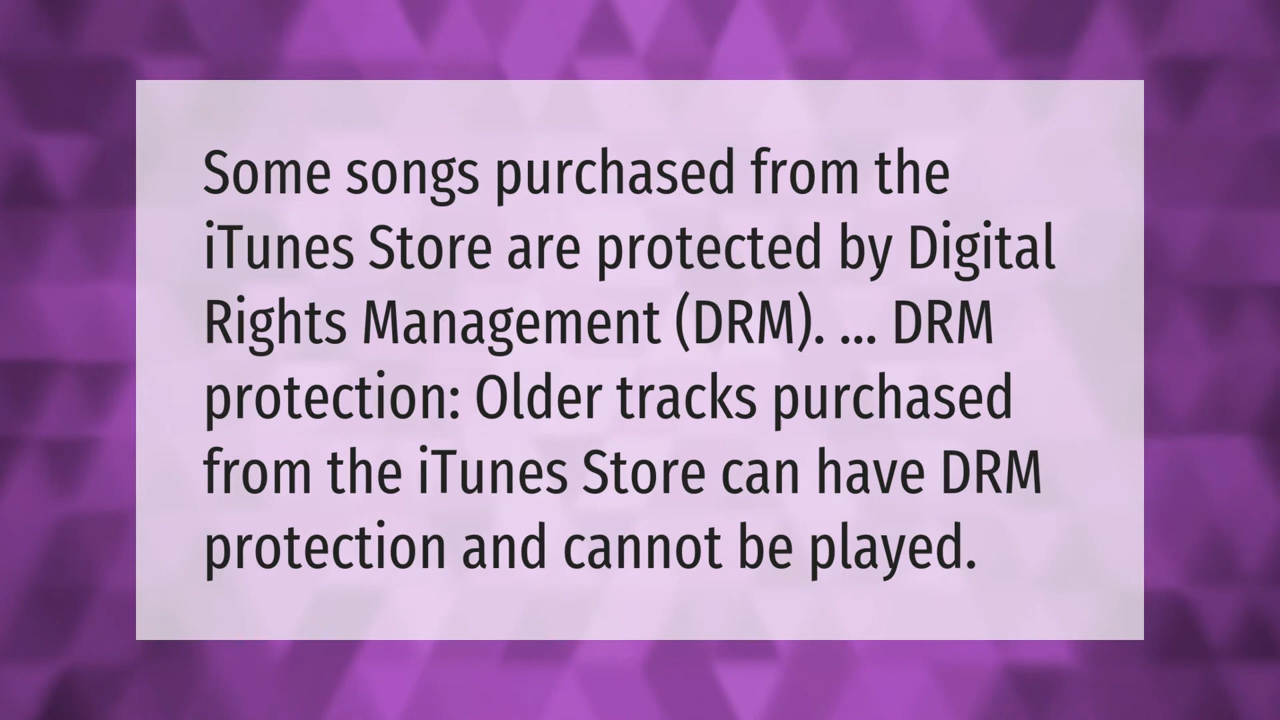 Some songs purchased from the
iTunes Store are protected by Digital
Rights Management (DRM). ... DRM
protection: Older tracks purchased
from the iTunes Store can have DRM
protection and cannot be played.